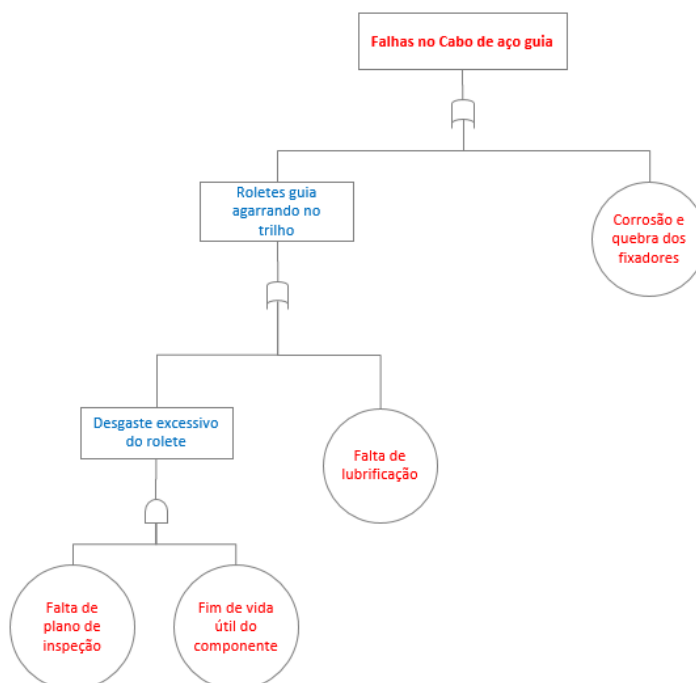 Falhas no Cabo de aço guia
Roletes guia
agarrando no
trilho
Corrosão e
quebra dos
fixadores
Desgaste excessivo
do rolete
Falta de
lubrificação
Falta de
plano de
inspeção
Fim de vida
útil do
componente